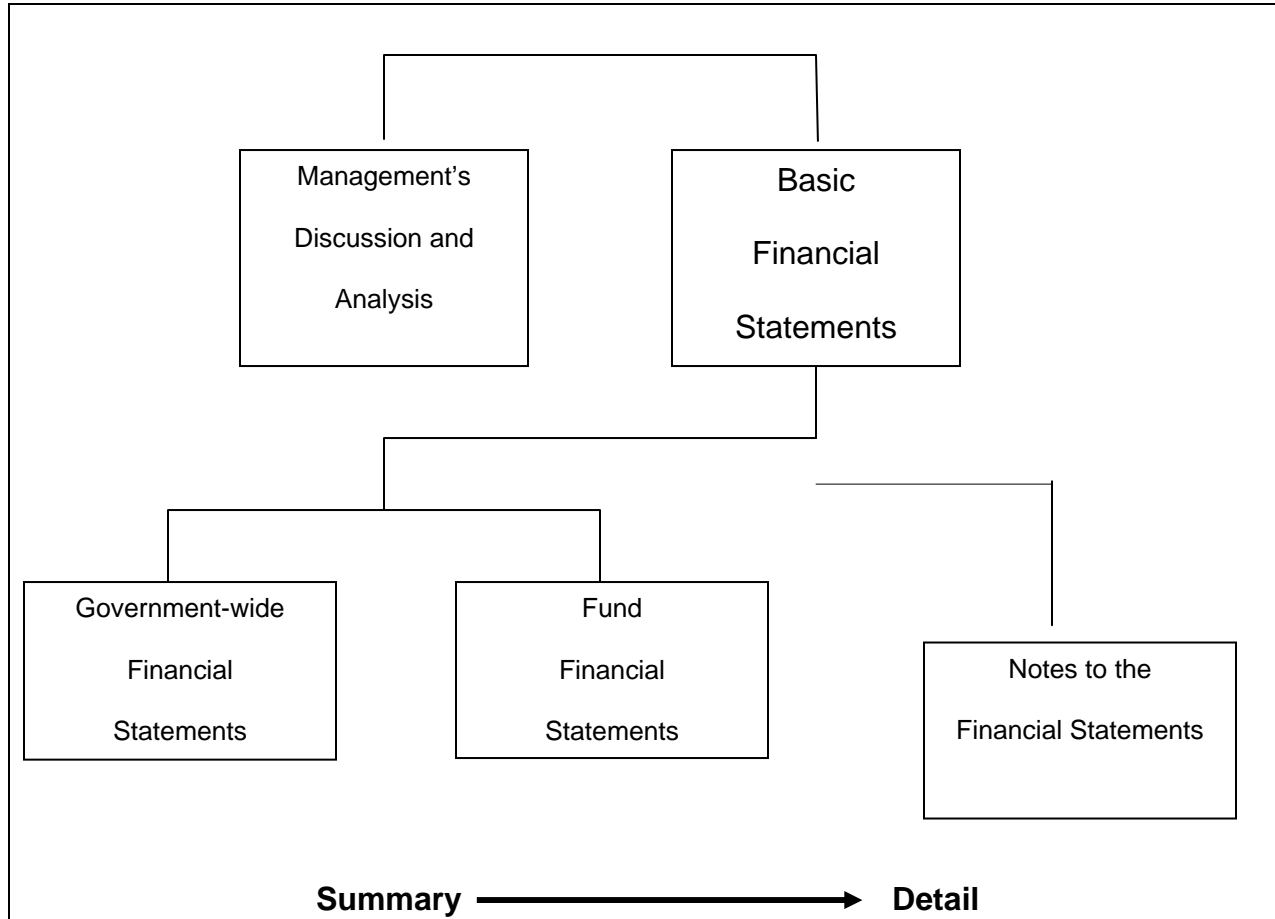 Management’s
Discussion and
Analysis
Basic
Financial
Statements
Government-wide
Financial
Statements
Fund
Financial
Statements
Notes to the
Financial Statements
Summary
Detail